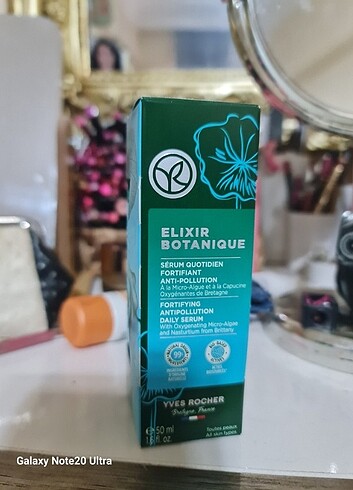 ELIXIR
BOTANIQUE
SÉRUM QUOTIDIEN
FORTIFIANT
ANTI-POLLUTION
À la Micro-Algue et à la Capucine
Oxygénantes de Bretagne
FORTIFYING
ANTIPOLLUTION
DAILY SERUM
With Oxygenating Micro-Algae
and Nasturtium from Brittany
YVES ROCHER
France
50 ml
fl. oz.
Toutes peaux
All skin types
Galaxy Note20 Ultra